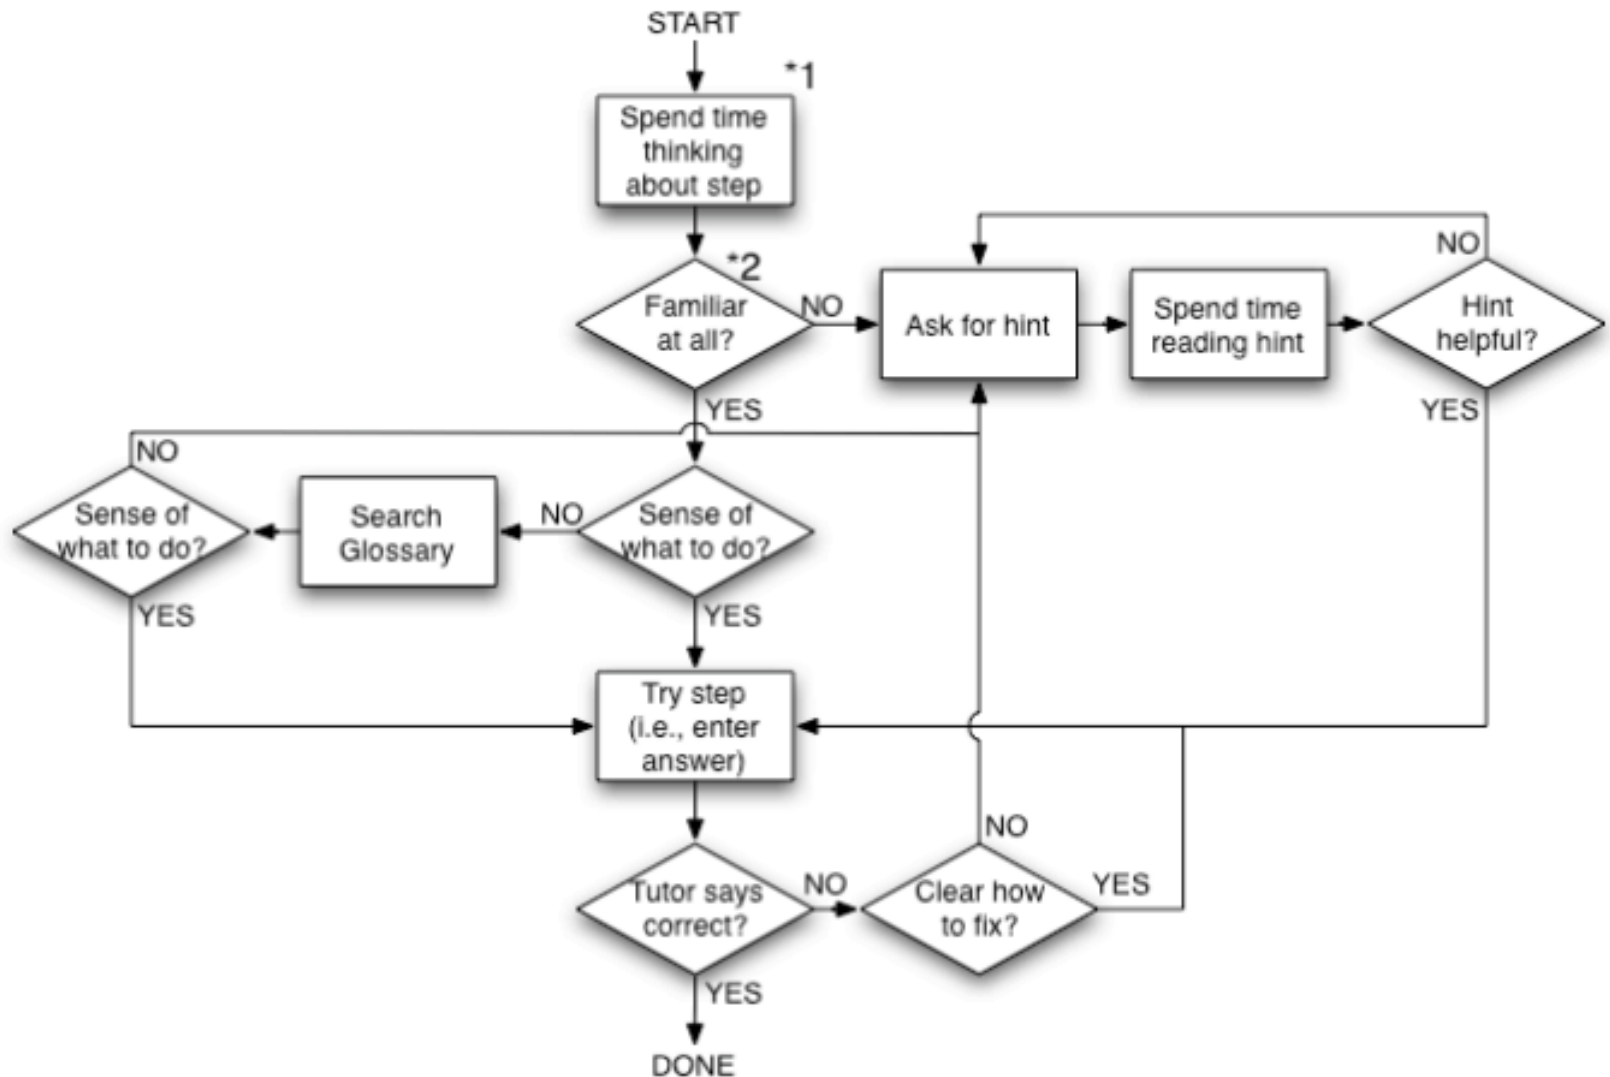 START
*1
Spend time
thinking
about step
*2
Familiar
at all?
NO
Ask for hint
Spend time
reading hint
NO
Hint
helpful?
YES
YES
NO
Sense of
what to do?
YES
Search
Glossary
NO
Sense of
what to do?
YES
Try step
(i.e., enter
answer)
Tutor says
correct?
NO
NO
Clear how
to fix?
YES
YES
DONE